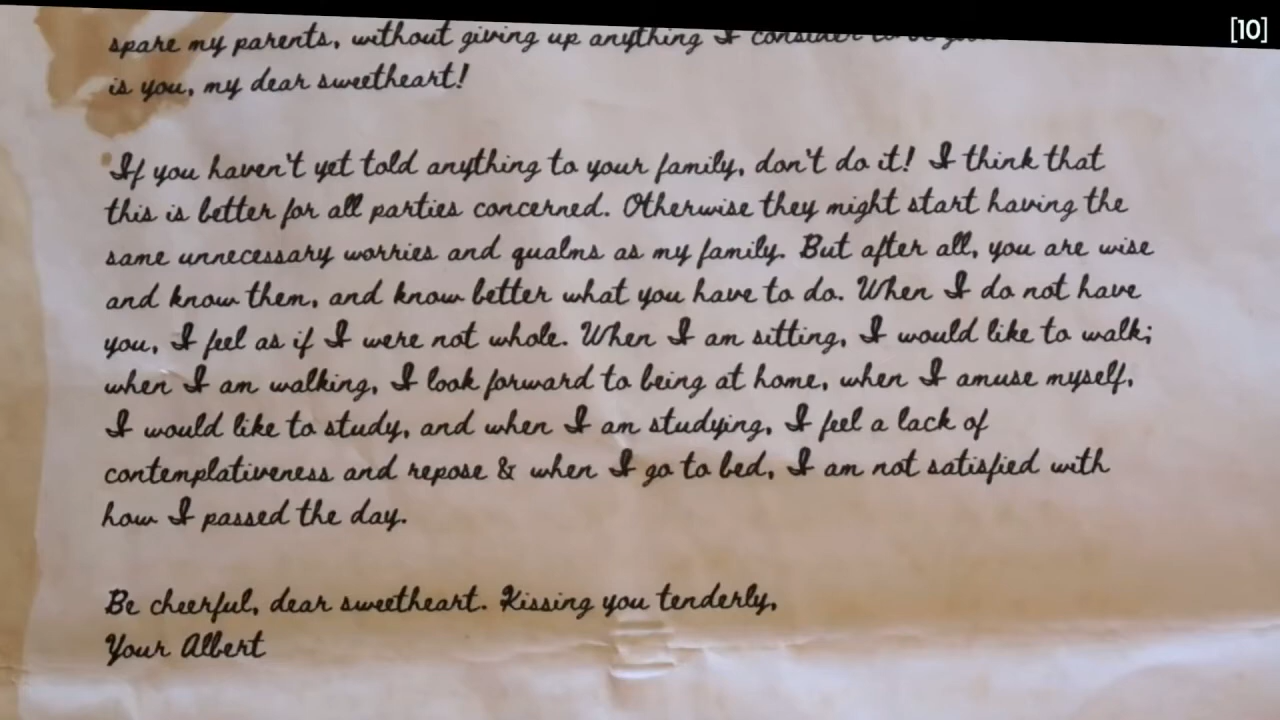 [10]
spare my parents, without giving up anything I consider to be
is you, my dear sweetheart!
If you haven't yet told anything to your family, don't do it! I think that
this is better for all parties concerned. Otherwise they might start having the
same unnecessary worries and qualms as my family. But after all, you are wise
and know them, and know better what you have to do. When I do not have
you, I feel as if I were not whole. When I am sitting, I would like to walk;
when I am walking, I look forward to being at home, when I amuse myself,
I would like to study, and when I am studying, I feel a lack of
contemplativeness and repose & when I go to bed, I am not satisfied with
how I passed the day.
Be cheerful, dear sweetheart. Kissing you tenderly,
Your Albert